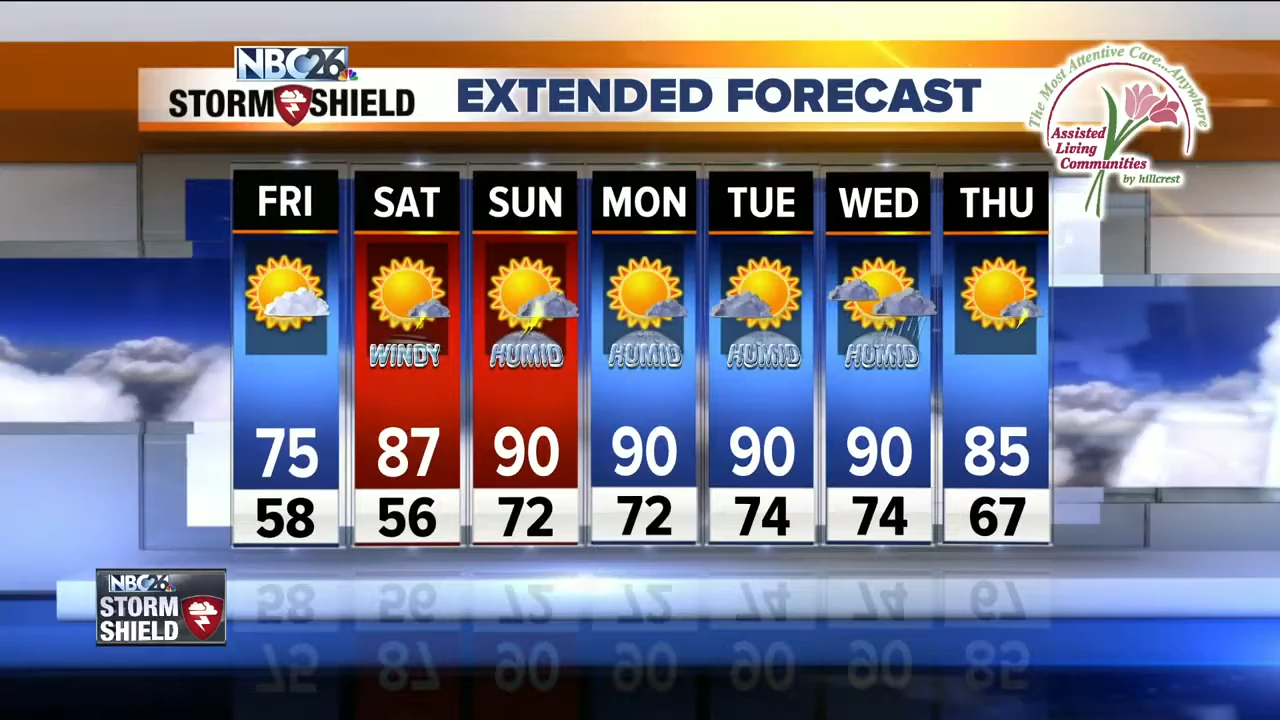 NBC26
STORM SHIELD
EXTENDED FORECAST
The Most Attentive Care...Anywhere
Assisted
Living
Communities
by hillcrest
FRI SAT SUN MON TUE WED THU
WINDY HUMID HUMID HUMID HUMID
75 87 90 90 90 90 85
58 56 72 72 74 74 67
NBC26
STORM
SHIELD